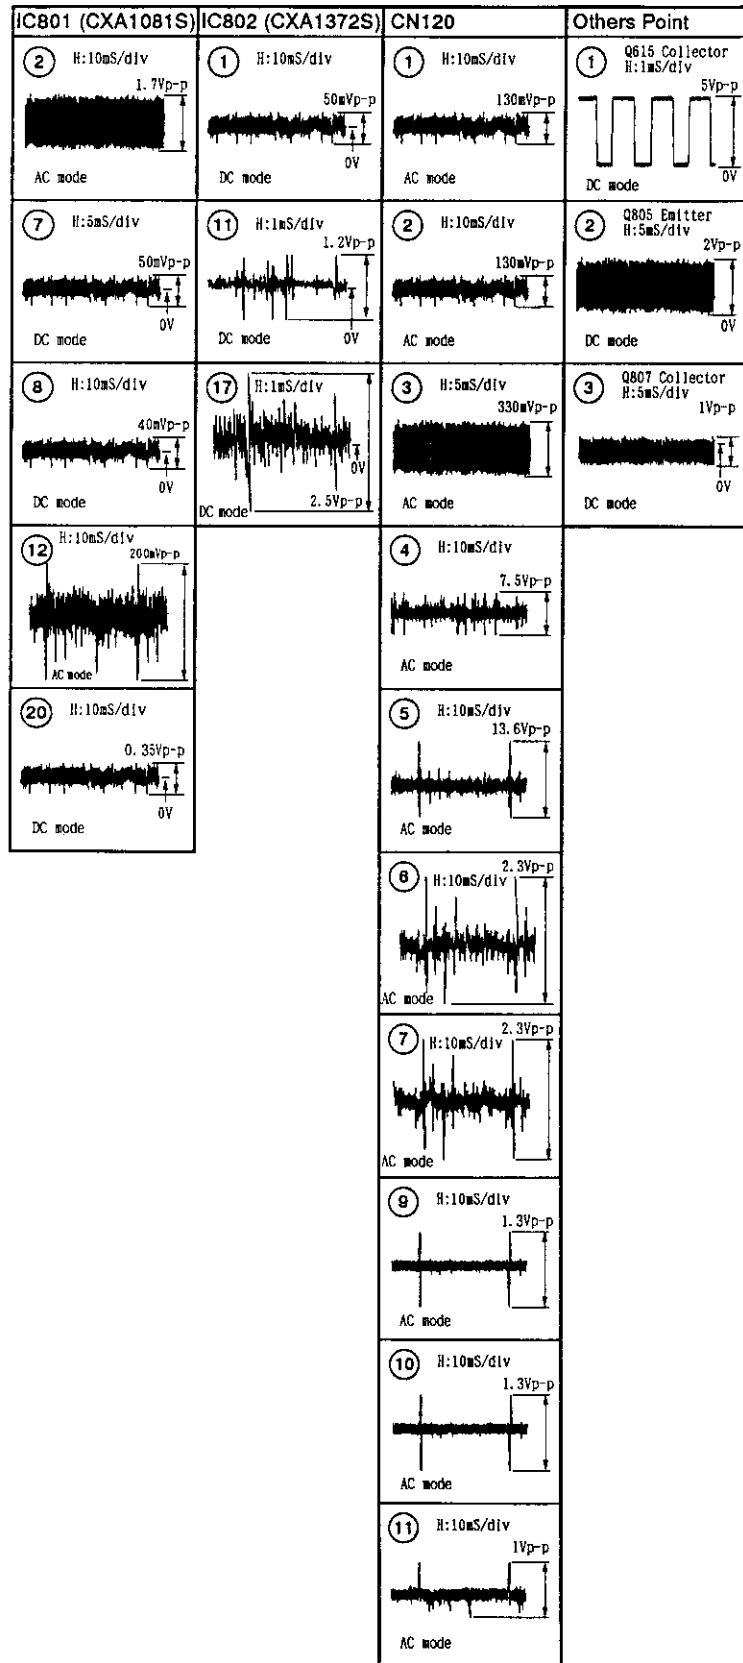 IC801 (CXA1081S) IC802 (CXA1372S) CN120 Others Point
2 H:10mS/div
1.7Vp-p
AC mode
1 H:10mS/div
50mVp-p
0V
DC mode
1 H:10mS/div
130mVp-p
AC mode
1 Q615 Collector
H:1mS/div
5Vp-p
0V
DC mode
7 H:5mS/div
50mVp-p
0V
DC mode
11 H:1mS/div
1.2Vp-p
0V
DC mode
2 H:10mS/div
130mVp-p
AC mode
2 Q805 Emitter
H:5mS/div
2Vp-p
0V
DC mode
8 H:10mS/div
40mVp-p
0V
DC mode
17 H:1mS/div
0V
2.5Vp-p
DC mode
3 H:5mS/div
330mVp-p
AC mode
3 Q807 Collector
H:5mS/div
1Vp-p
0V
DC mode
12 H:10mS/div
200mVp-p
AC mode
4 H:10mS/div
7.5Vp-p
AC mode
20 H:10mS/div
0.35Vp-p
0V
DC mode
5 H:10mS/div
13.6Vp-p
AC mode
6 H:10mS/div
2.3Vp-p
AC mode
7 H:10mS/div
2.3Vp-p
AC mode
9 H:10mS/div
1.3Vp-p
AC mode
10 H:10mS/div
1.3Vp-p
AC mode
11 H:10mS/div
1Vp-p
AC mode